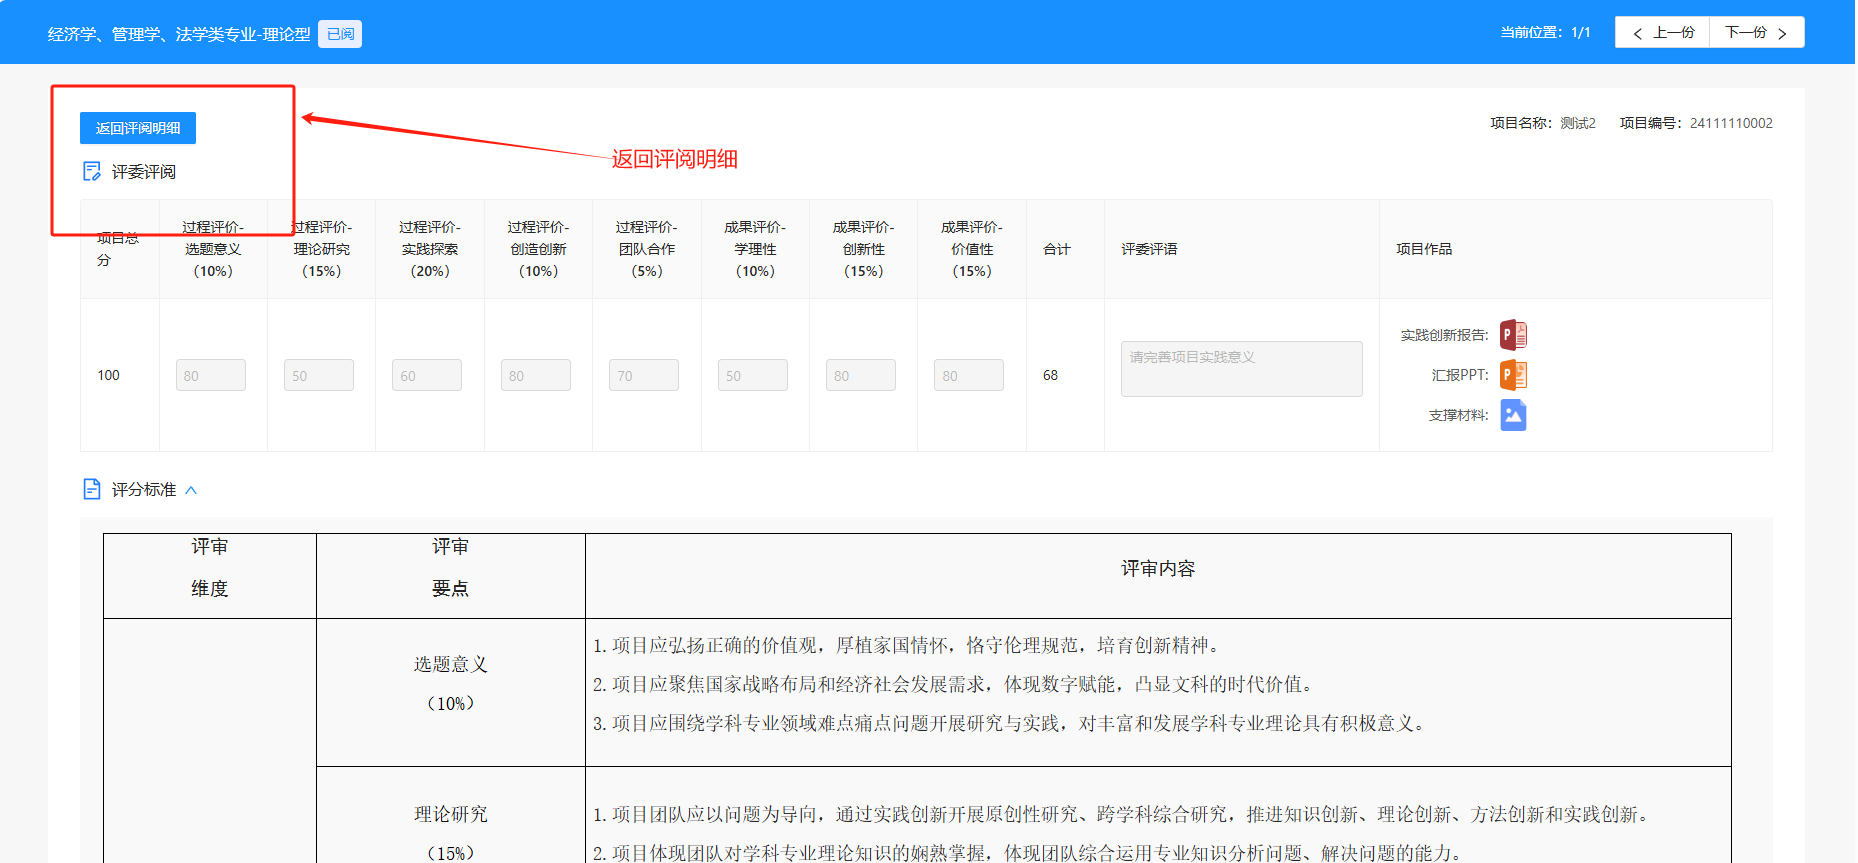 经济学、管理学、法学类专业-理论型 已阅
当前位置：1/1 上一份 下一份
返回评阅明细
项目名称：测试2 项目编号：24111110002
返回评阅明细
评委评阅
项目总分 过程评价-选题意义（10%） 过程评价-理论研究（15%） 过程评价-实践探索（20%） 过程评价-创造创新（10%） 过程评价-团队合作（5%） 成果评价-学理性（10%） 成果评价-创新性（15%） 成果评价-价值性（15%） 合计 评委评语 项目作品
100 80 50 60 80 70 50 80 80 68 请完善项目实践意义
实践创新报告:
汇报PPT:
支撑材料:
评分标准
评审
维度
评审
要点
评审内容
选题意义
（10%）
1. 项目应弘扬正确的价值观，厚植家国情怀，恪守伦理规范，培育创新精神。
2. 项目应聚焦国家战略布局和经济社会发展需求，体现数字赋能，凸显文科的时代价值。
3. 项目应围绕学科专业领域难点痛点问题开展研究与实践，对丰富和发展学科专业理论具有积极意义。
理论研究
（15%）
1. 项目团队应以问题为导向，通过实践创新开展原创性研究、跨学科综合研究，推进知识创新、理论创新、方法创新和实践创新。
2. 项目体现团队对学科专业理论知识的娴熟掌握，体现团队综合运用专业知识分析问题、解决问题的能力。